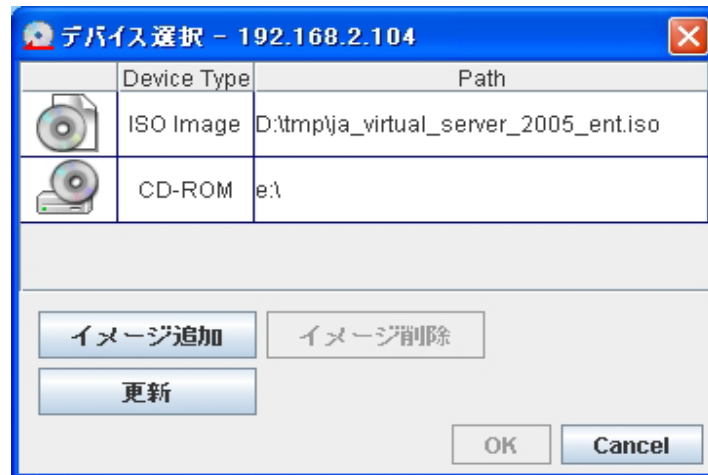 デバイス選択 - 192.168.2.104
Device Type Path
ISO Image D:\tmp\ja_virtual_server_2005_ent.iso
CD-ROM e:\
イメージ追加 イメージ削除
更新
OK Cancel